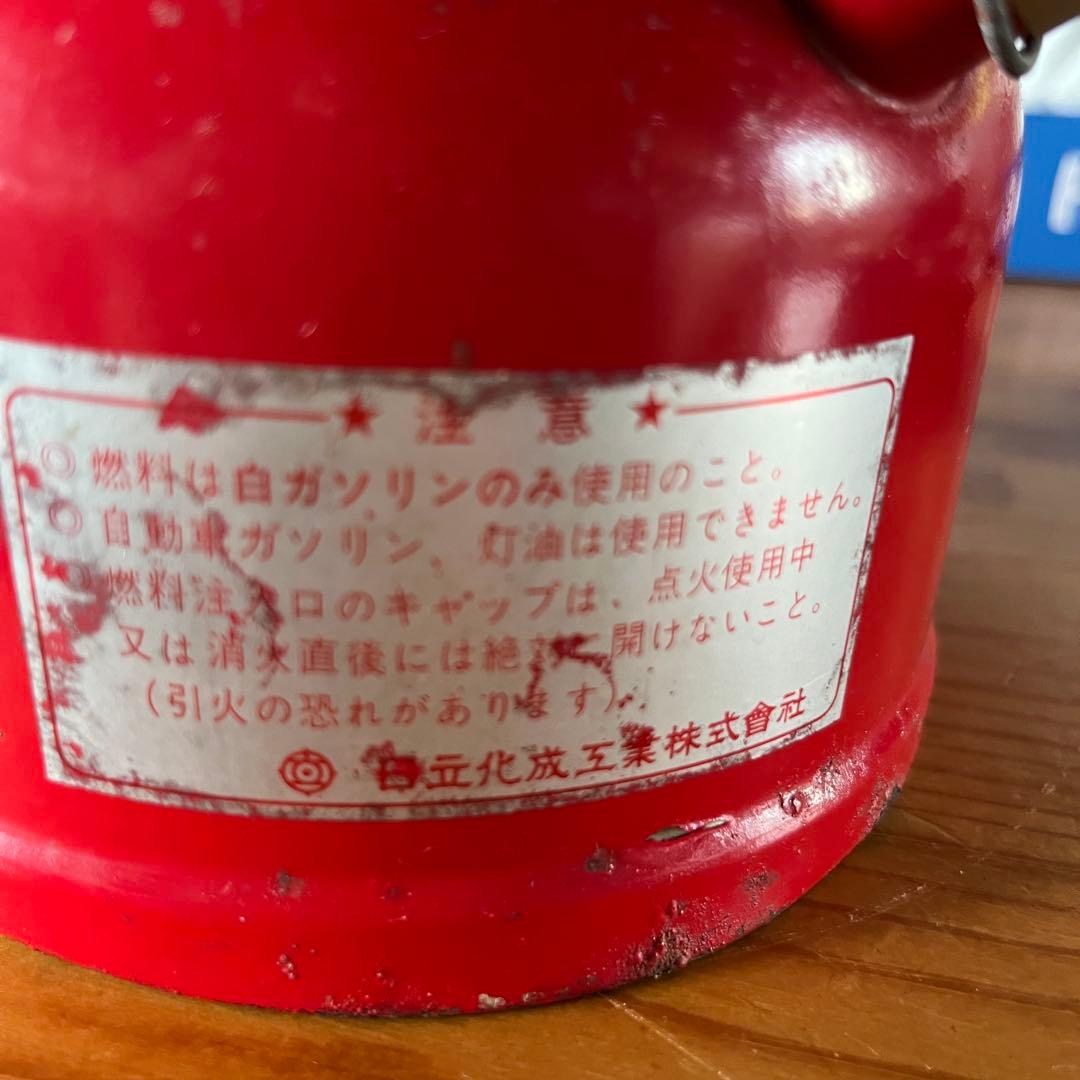 ★ 注意 ★
◎ 燃料は白ガソリンのみ使用のこと。
◎ 自動車ガソリン、灯油は使用できません。
◎ 燃料注入口のキャップは、点火使用中
又は消火直後には絶対に開けないこと。
(引火の恐れがあります)
日立化成工業株式會社